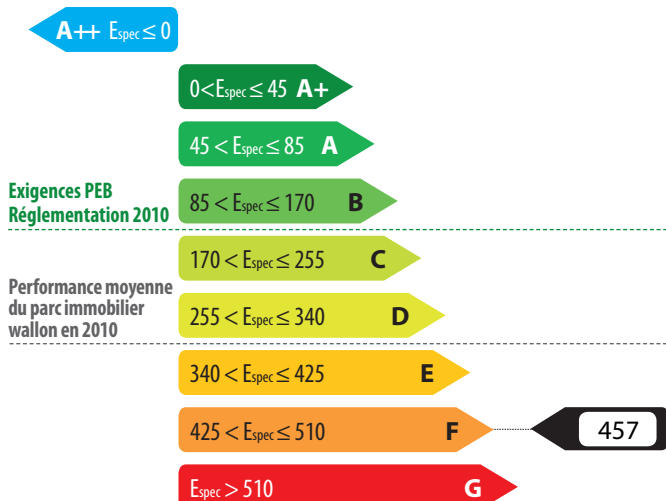 A++ Espec ≤ 0
0<Espec ≤ 45 A+
45 < Espec ≤ 85 A
Exigences PEB
Réglementation 2010
85 < Espec ≤ 170 B
170 < Espec ≤ 255 C
Performance moyenne
du parc immobilier
wallon en 2010
255 < Espec ≤ 340 D
340 < Espec ≤ 425 E
425 < Espec ≤ 510 F
457
Espec > 510 G